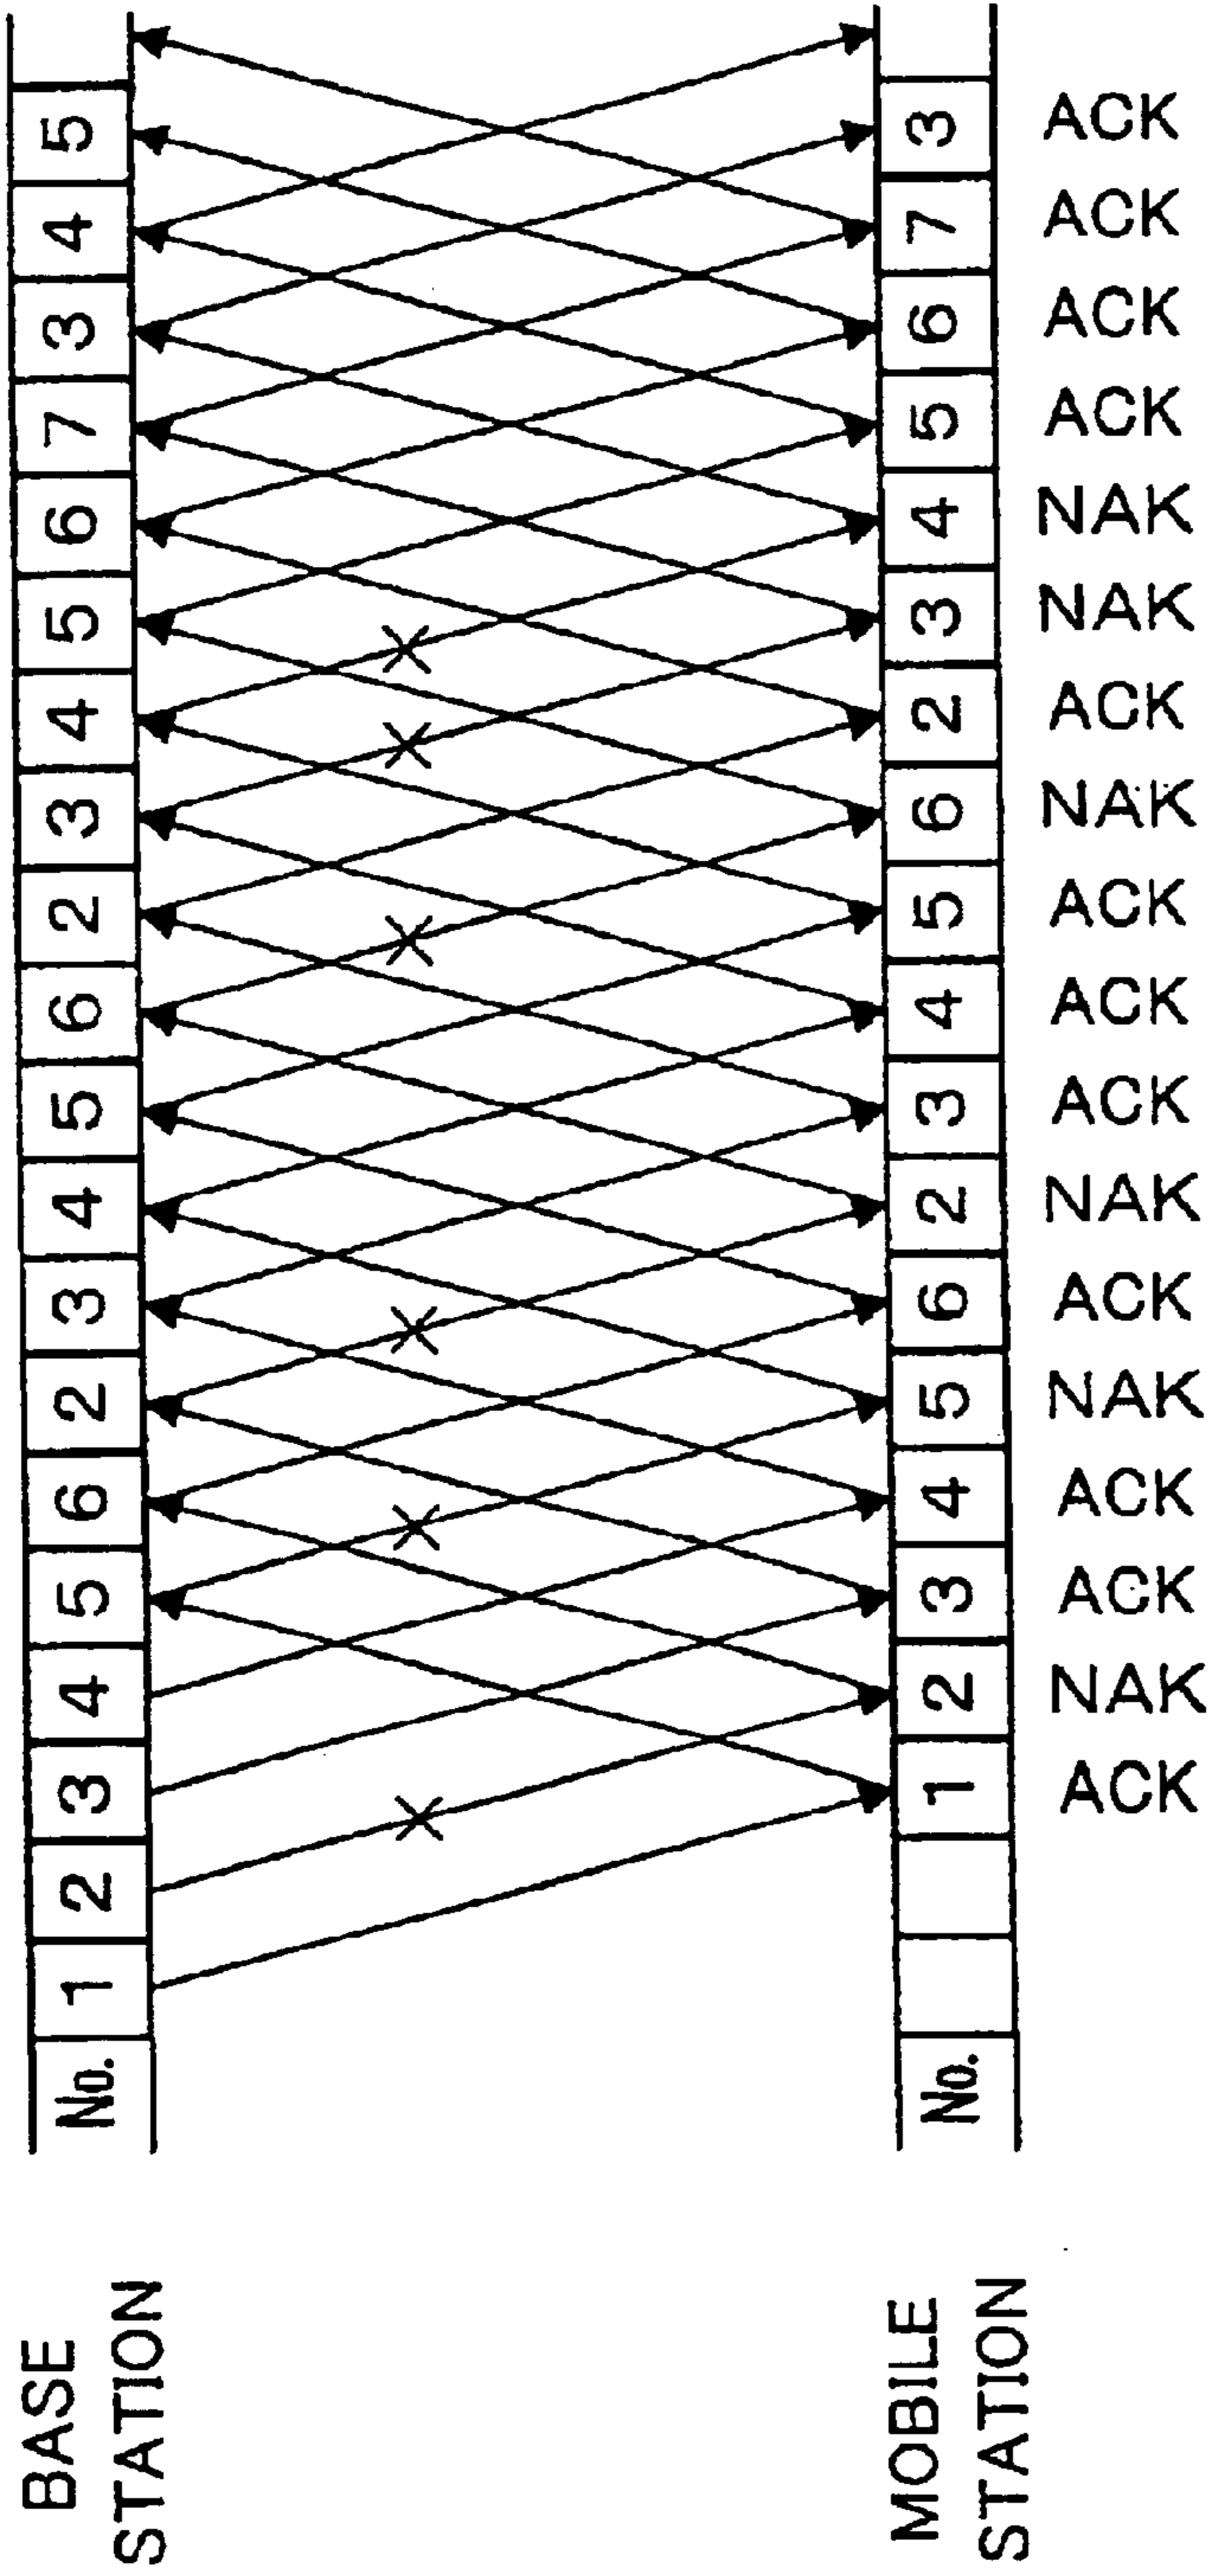 BASE
STATION
No. 1 2 3 4 5 6 2 3 4 5 6 2 3 4 5 6 7 3 4 5
MOBILE
STATION
No. 1 2 3 4 5 6 2 3 4 5 6 2 3 4 5 6 7 3
ACK NAK ACK ACK NAK ACK NAK ACK ACK ACK NAK ACK NAK NAK ACK ACK ACK ACK